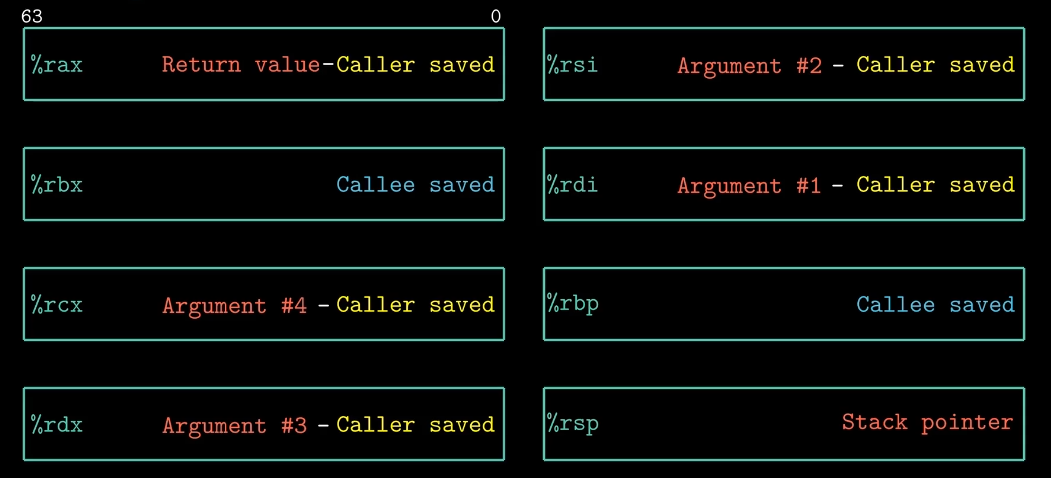 63 0
%rax Return value-Caller saved
%rsi Argument #2 - Caller saved
%rbx Callee saved
%rdi Argument #1 - Caller saved
%rcx Argument #4 -Caller saved
%rbp Callee saved
%rdx Argument #3 -Caller saved
%rsp Stack pointer